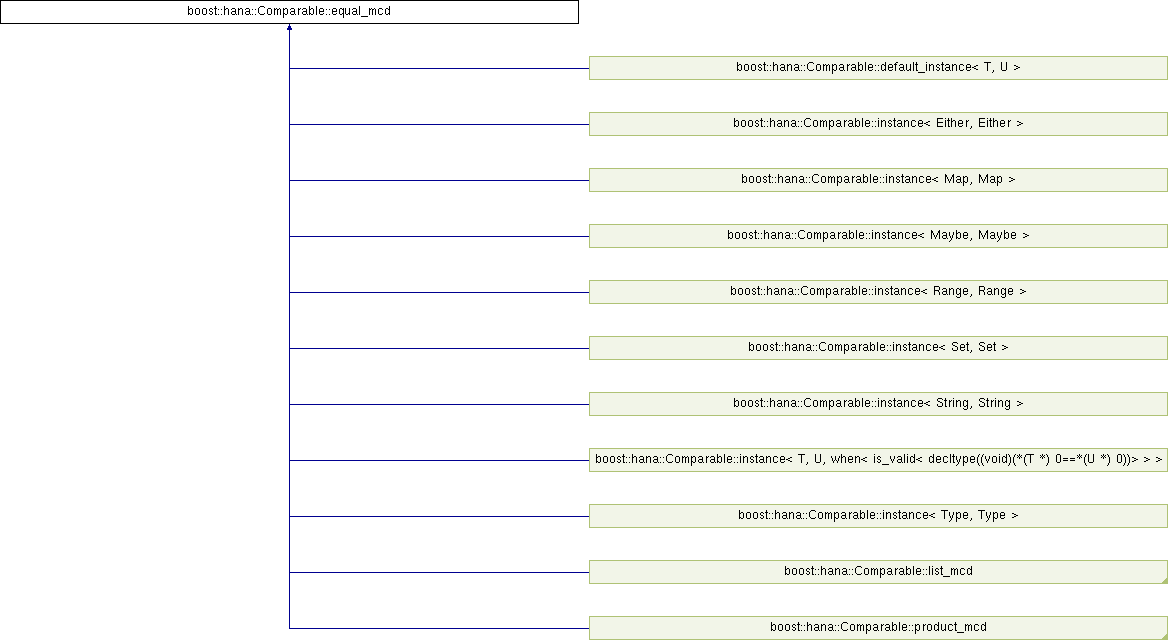 boost::hana::Comparable::equal_mcd
boost::hana::Comparable::default_instance< T, U >
boost::hana::Comparable::instance< Either, Either >
boost::hana::Comparable::instance< Map, Map >
boost::hana::Comparable::instance< Maybe, Maybe >
boost::hana::Comparable::instance< Range, Range >
boost::hana::Comparable::instance< Set, Set >
boost::hana::Comparable::instance< String, String >
boost::hana::Comparable::instance< T, U, when< is_valid< decltype((void)(*(T *) 0==*(U *) 0))> > >
boost::hana::Comparable::instance< Type, Type >
boost::hana::Comparable::list_mcd
boost::hana::Comparable::product_mcd